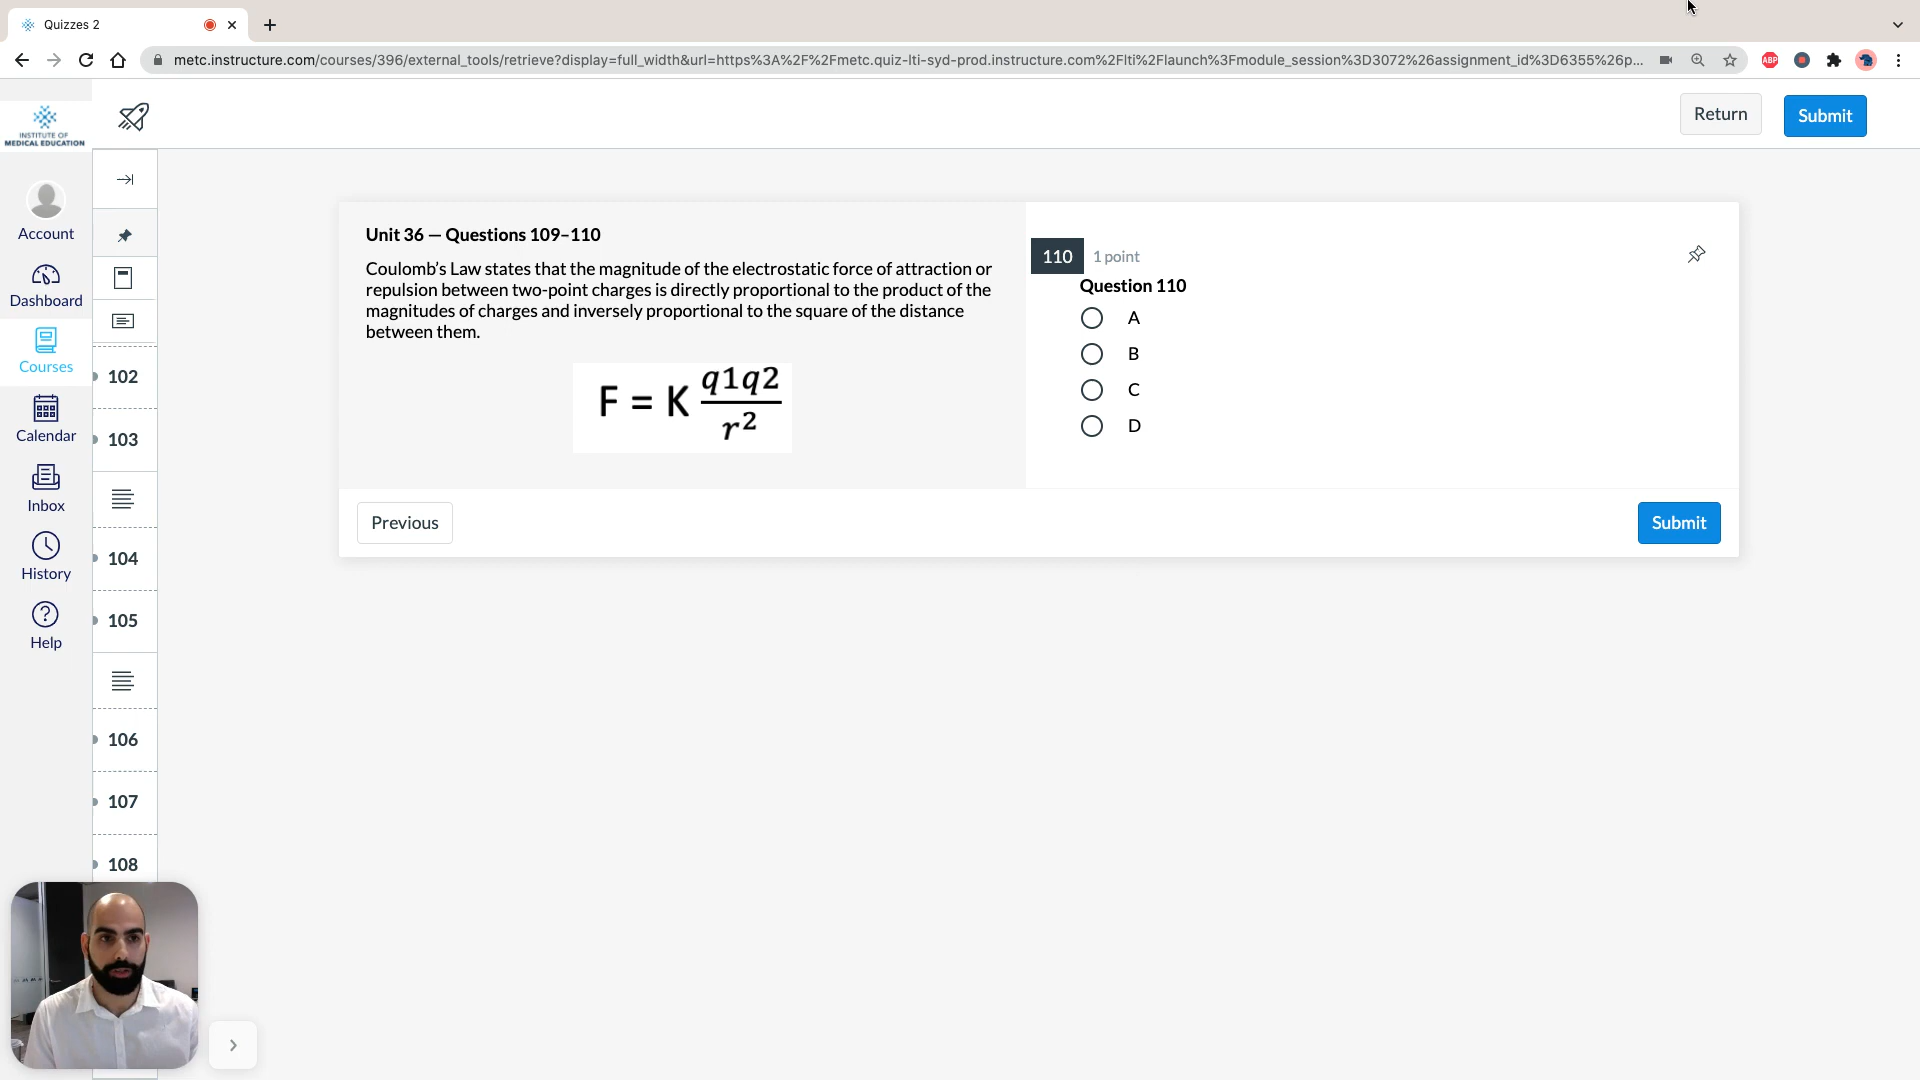 Quizzes 2
metc.instructure.com/courses/396/external_tools/retrieve?display=full_width&url=https%3A%2F%2Fmetc.quiz-lti-syd-prod.instructure.com%2Flti%2Flaunch%3Fmodule_session%3D3072%26assignment_id%3D6355%26p...
ABP
INSTITUTE OF
MEDICAL EDUCATION
Return
Submit
Account
Dashboard
Courses
Calendar
Inbox
History
Help
102
103
104
105
106
107
108
Unit 36 – Questions 109–110
Coulomb’s Law states that the magnitude of the electrostatic force of attraction or
repulsion between two-point charges is directly proportional to the product of the
magnitudes of charges and inversely proportional to the square of the distance
between them.
F = K q1q2 / r²
110
1 point
Question 110
A
B
C
D
Previous
Submit